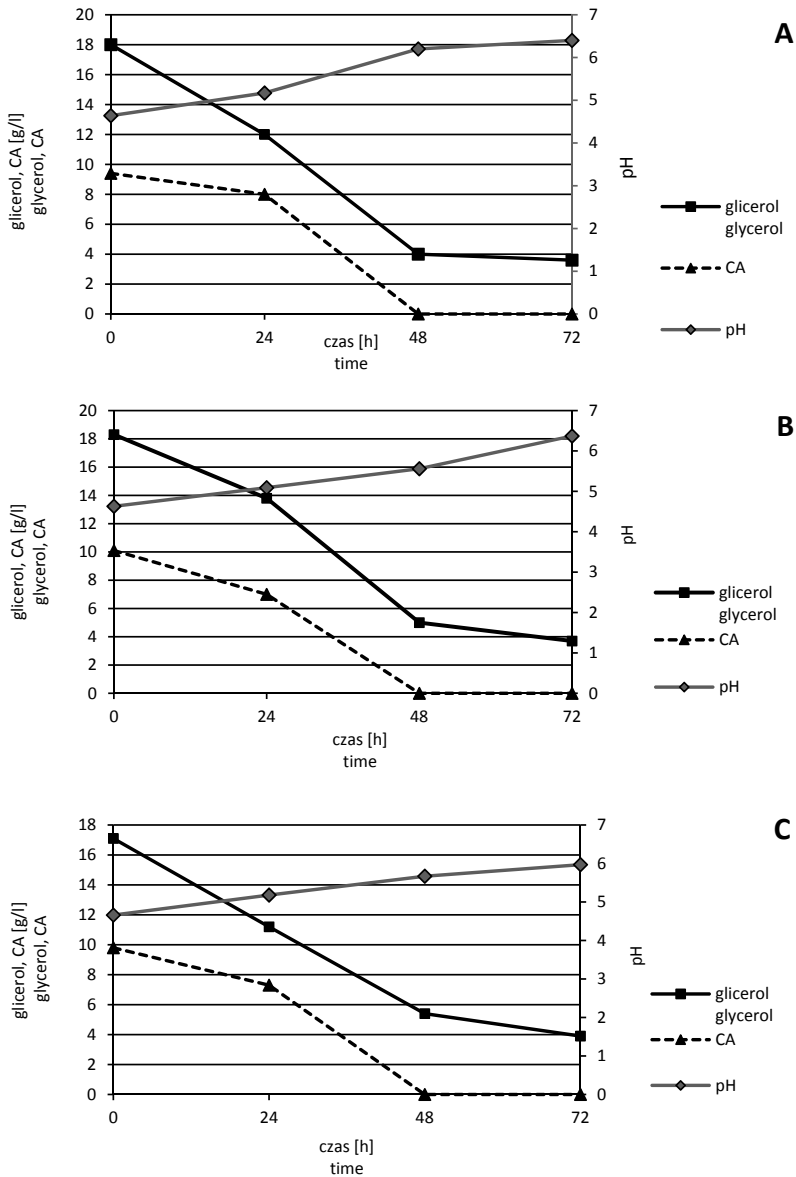 A
20
18
16
14
12
10
8
6
4
2
0
glicerol, CA [g/l]
glycerol, CA
7
6
5
4
3
2
1
0
pH
0 24 48 72
czas [h]
time
glicerol
glycerol
CA
pH
B
20
18
16
14
12
10
8
6
4
2
0
glicerol, CA [g/l]
glycerol, CA
7
6
5
4
3
2
1
0
pH
0 24 48 72
czas [h]
time
glicerol
glycerol
CA
pH
C
18
16
14
12
10
8
6
4
2
0
glicerol, CA [g/l]
glycerol, CA
7
6
5
4
3
2
1
0
pH
0 24 48 72
czas [h]
time
glicerol
glycerol
CA
pH